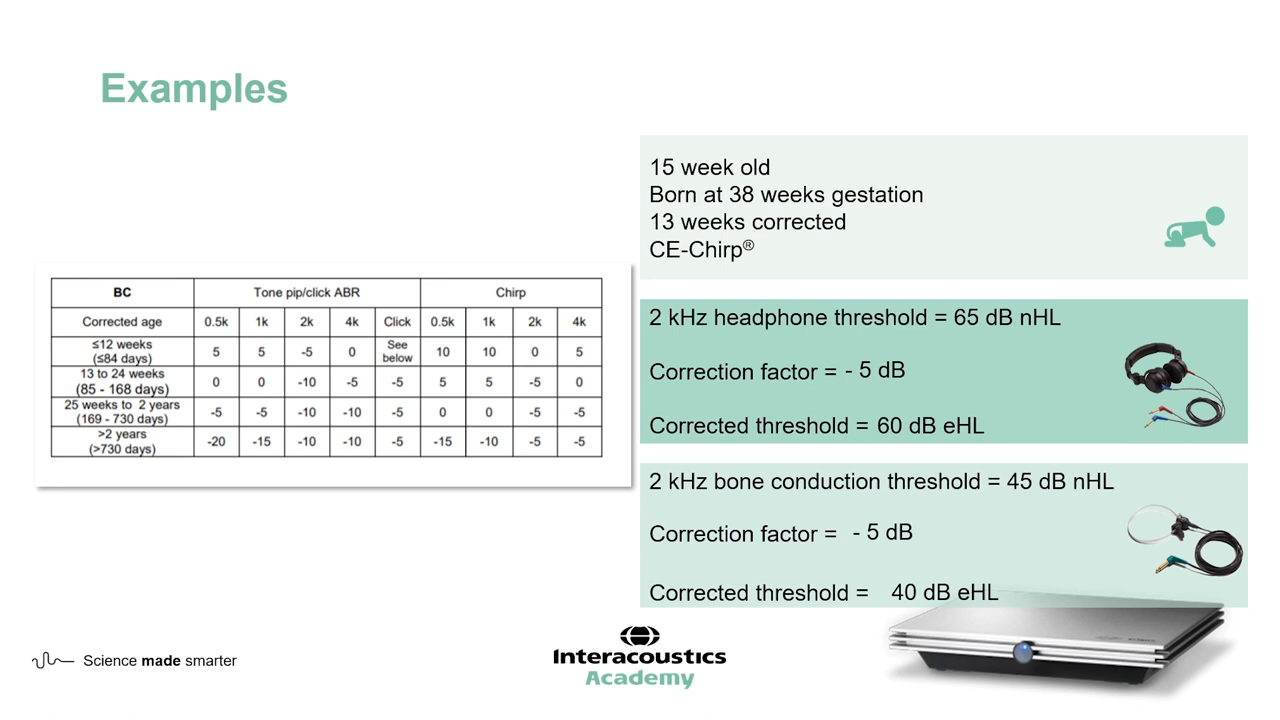 Examples
BC Tone pip/click ABR Chirp
Corrected age 0.5k 1k 2k 4k Click 0.5k 1k 2k 4k
≤12 weeks (≤84 days) 5 5 -5 0 See below 10 10 0 5
13 to 24 weeks (85 - 168 days) 0 0 -10 -5 -5 5 5 -5 0
25 weeks to 2 years (169 - 730 days) -5 -5 -10 -10 -5 0 0 -5 -5
>2 years (>730 days) -20 -15 -10 -10 -5 -15 -10 -5 -5
15 week old
Born at 38 weeks gestation
13 weeks corrected
CE-Chirp®
2 kHz headphone threshold = 65 dB nHL
Correction factor = - 5 dB
Corrected threshold = 60 dB eHL
2 kHz bone conduction threshold = 45 dB nHL
Correction factor = - 5 dB
Corrected threshold = 40 dB eHL
Science made smarter
Interacoustics
Academy